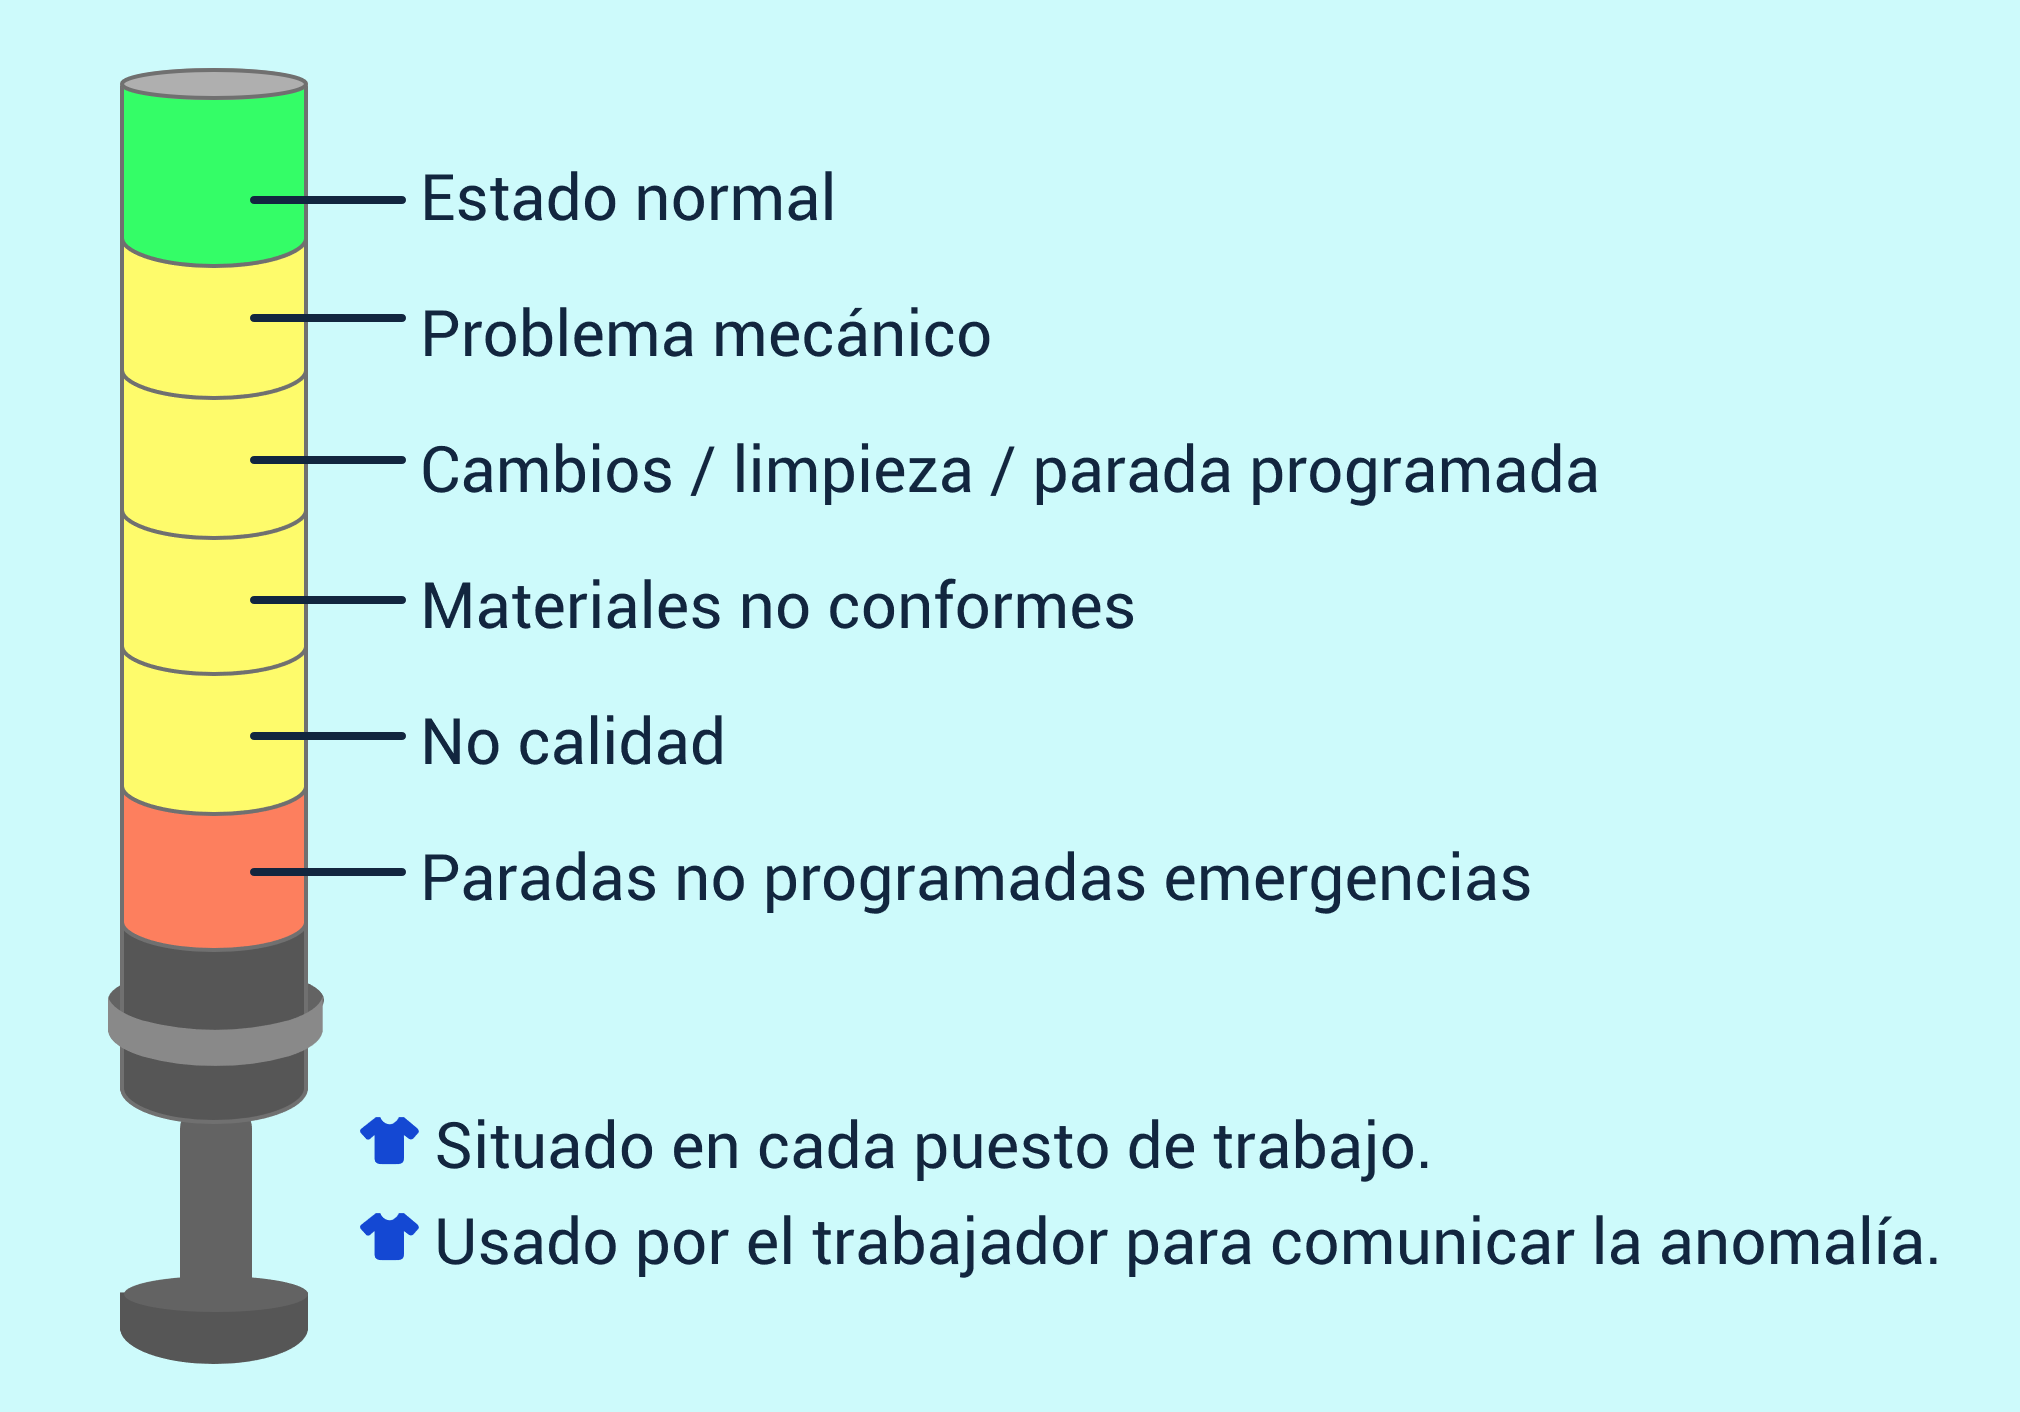 Estado normal
Problema mecánico
Cambios / limpieza / parada programada
Materiales no conformes
No calidad
Paradas no programadas emergencias
Situado en cada puesto de trabajo.
Usado por el trabajador para comunicar la anomalía.